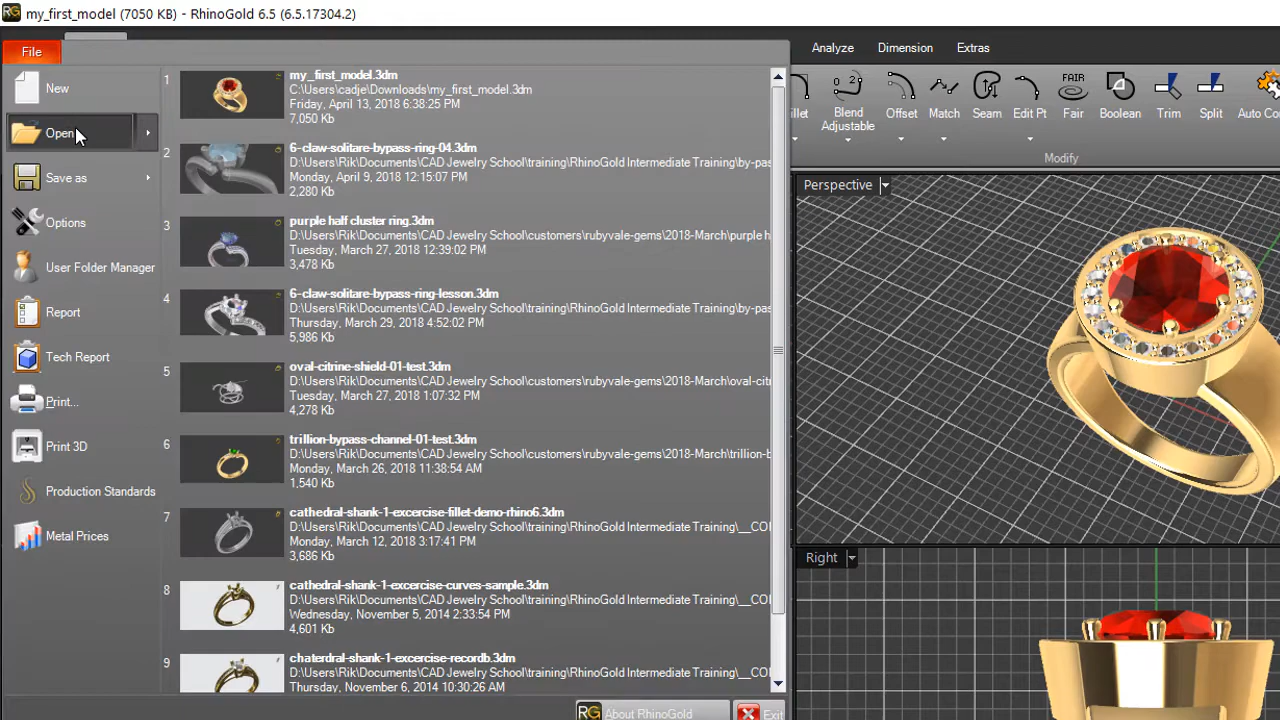 my_first_model (7050 KB) - RhinoGold 6.5 (6.5.17304.2)
File
Analyze
Dimension
Extras
New
Open
Save as
Options
User Folder Manager
Report
Tech Report
Print...
Print 3D
Production Standards
Metal Prices
1
my_first_model.3dm
C:\Users\cadje\Downloads\my_first_model.3dm
Friday, April 13, 2018 6:38:25 PM
7,050 Kb
2
6-claw-solitare-bypass-ring-04.3dm
D:\Users\Rik\Documents\CAD Jewelry School\training\RhinoGold Intermediate Training\by-pas
Monday, April 9, 2018 12:15:07 PM
2,280 Kb
3
purple half cluster ring.3dm
D:\Users\Rik\Documents\CAD Jewelry School\customers\rubyvale-gems\2018-March\purple h
Tuesday, March 27, 2018 12:39:02 PM
3,478 Kb
4
6-claw-solitare-bypass-ring-lesson.3dm
D:\Users\Rik\Documents\CAD Jewelry School\training\RhinoGold Intermediate Training\by-pas
Thursday, March 29, 2018 4:52:02 PM
5,986 Kb
5
oval-citrine-shield-01-test.3dm
D:\Users\Rik\Documents\CAD Jewelry School\customers\rubyvale-gems\2018-March\oval-citr
Tuesday, March 27, 2018 1:07:32 PM
4,278 Kb
6
trillion-bypass-channel-01-test.3dm
D:\Users\Rik\Documents\CAD Jewelry School\customers\rubyvale-gems\2018-March\trillion-b
Monday, March 26, 2018 11:38:54 AM
1,540 Kb
7
cathedral-shank-1-excercise-fillet-demo-rhino6.3dm
D:\Users\Rik\Documents\CAD Jewelry School\training\RhinoGold Intermediate Training\__CO
Monday, March 12, 2018 3:17:41 PM
3,686 Kb
8
cathedral-shank-1-excercise-curves-sample.3dm
D:\Users\Rik\Documents\CAD Jewelry School\training\RhinoGold Intermediate Training\__CO
Wednesday, November 5, 2014 2:33:54 PM
4,601 Kb
9
chaterdral-shank-1-excercise-recordb.3dm
D:\Users\Rik\Documents\CAD Jewelry School\training\RhinoGold Intermediate Training\__CO
Thursday, November 6, 2014 10:30:26 AM
RG About RhinoGold
Exit
illet
Blend
Adjustable
Offset
Match
Seam
Edit Pt
FAIR
Fair
Boolean
Trim
Split
Auto Co
Modify
Perspective
Right